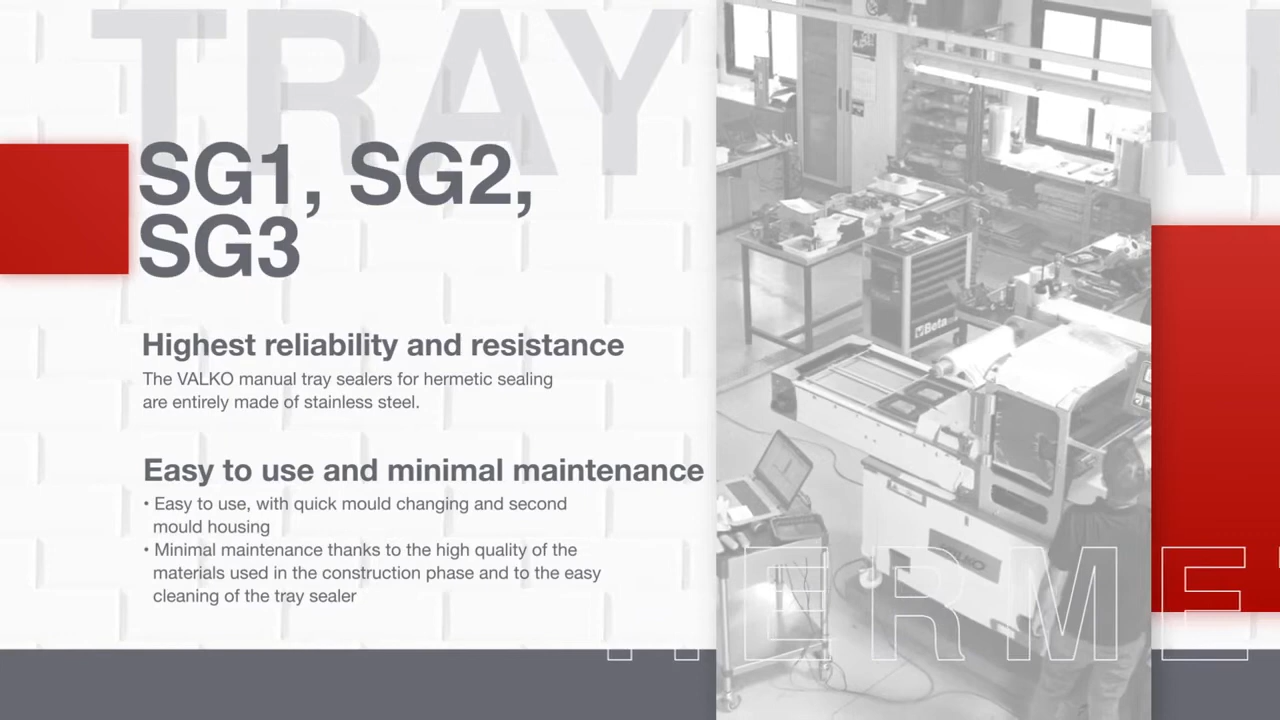 TRAY
SG1, SG2,
SG3
Highest reliability and resistance
The VALKO manual tray sealers for hermetic sealing
are entirely made of stainless steel.
Easy to use and minimal maintenance
• Easy to use, with quick mould changing and second
mould housing
• Minimal maintenance thanks to the high quality of the
materials used in the construction phase and to the easy
cleaning of the tray sealer
Beta
VALKO
HERME